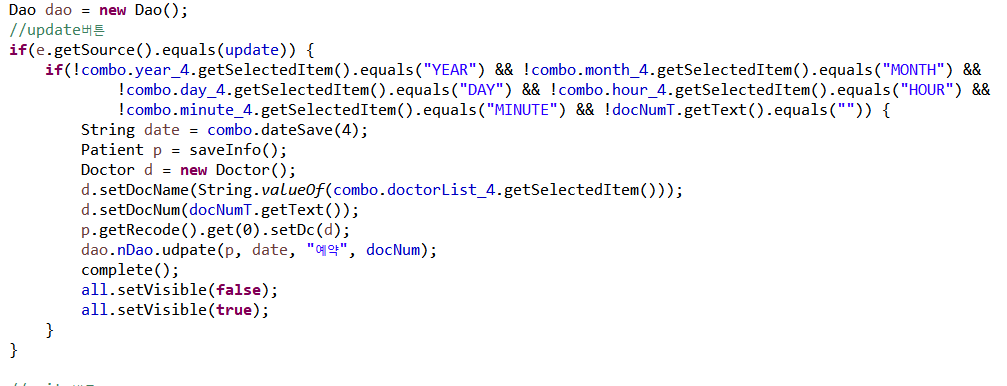 Dao dao = new Dao();
//update버튼
if(e.getSource().equals(update)) {
if(!combo.year_4.getSelectedItem().equals("YEAR") && !combo.month_4.getSelectedItem().equals("MONTH") &&
!combo.day_4.getSelectedItem().equals("DAY") && !combo.hour_4.getSelectedItem().equals("HOUR") &&
!combo.minute_4.getSelectedItem().equals("MINUTE") && !docNumT.getText().equals("")) {
String date = combo.dateSave(4);
Patient p = saveInfo();
Doctor d = new Doctor();
d.setDocName(String.valueOf(combo.doctorList_4.getSelectedItem()));
d.setDocNum(docNumT.getText());
p.getRecode().get(0).setDc(d);
dao.nDao.udpate(p, date, "예약", docNum);
complete();
all.setVisible(false);
all.setVisible(true);
}
}